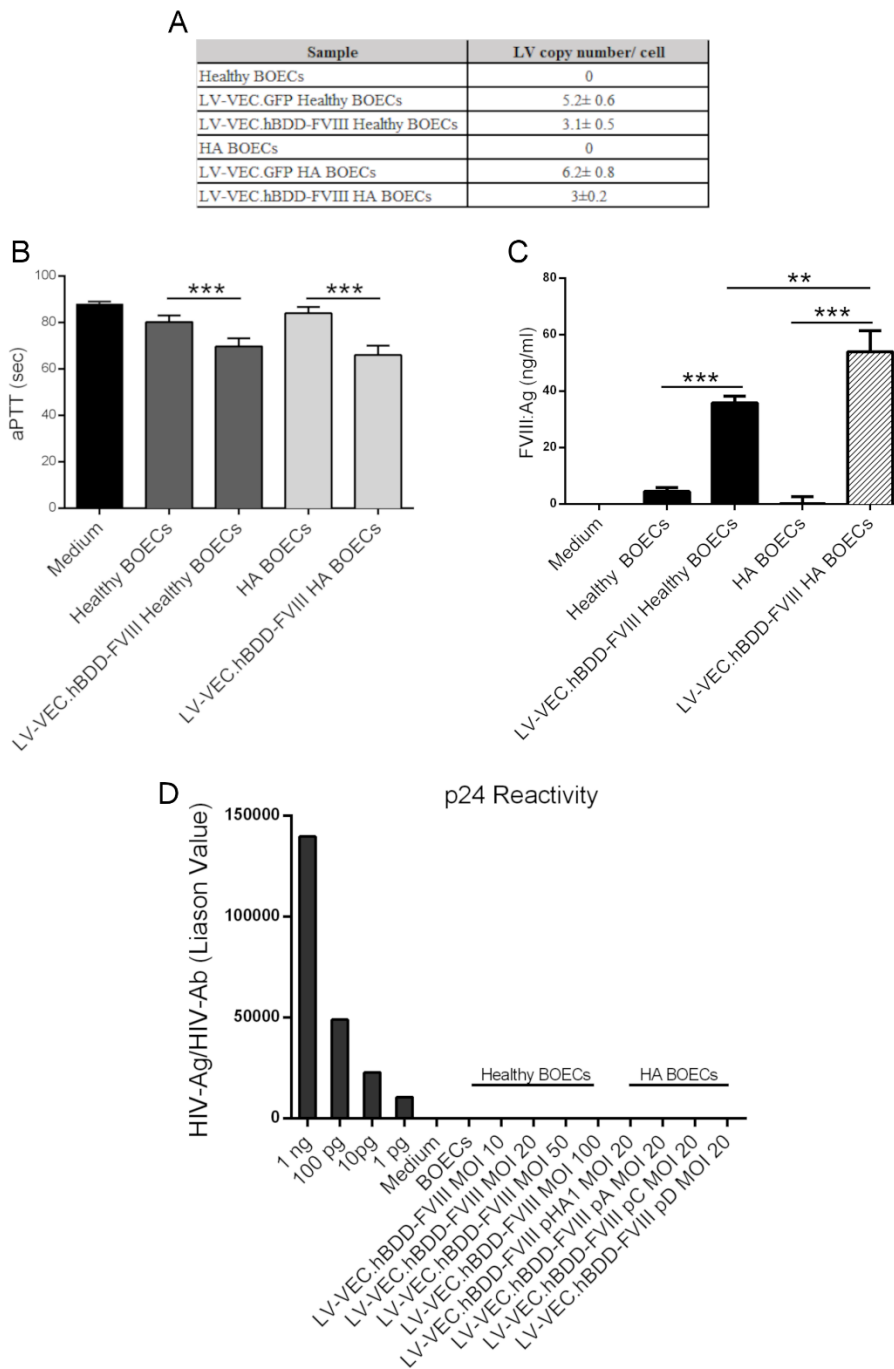 A
Sample LV copy number/ cell
Healthy BOECs 0
LV-VEC.GFP Healthy BOECs 5.2± 0.6
LV-VEC.hBDD-FVIII Healthy BOECs 3.1± 0.5
HA BOECs 0
LV-VEC.GFP HA BOECs 6.2± 0.8
LV-VEC.hBDD-FVIII HA BOECs 3±0.2
B
aPTT (sec)
100
80
60
40
20
0
***
***
Medium
Healthy BOECs
LV-VEC.hBDD-FVIII Healthy BOECs
HA BOECs
LV-VEC.hBDD-FVIII HA BOECs
C
FVIII:Ag (ng/ml)
80
60
40
20
0
**
***
***
Medium
Healthy BOECs
LV-VEC.hBDD-FVIII Healthy BOECs
HA BOECs
LV-VEC.hBDD-FVIII HA BOECs
D
p24 Reactivity
HIV-Ag/HIV-Ab (Liason Value)
150000
100000
50000
0
Healthy BOECs
HA BOECs
1 ng
100 pg
10pg
1 pg
Medium
BOECs
LV-VEC.hBDD-FVIII MOI 10
LV-VEC.hBDD-FVIII MOI 20
LV-VEC.hBDD-FVIII MOI 50
LV-VEC.hBDD-FVIII MOI 100
LV-VEC.hBDD-FVIII pHA1 MOI 20
LV-VEC.hBDD-FVIII pA MOI 20
LV-VEC.hBDD-FVIII pC MOI 20
LV-VEC.hBDD-FVIII pD MOI 20